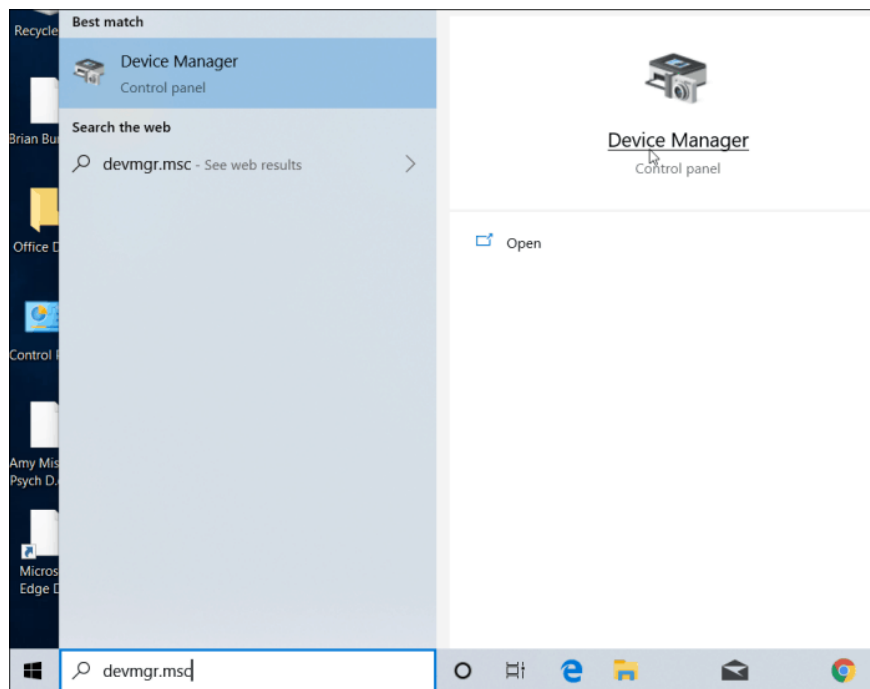 Recycle
Brian Bu
Office D
Control P
Amy Mis
Psych D.
Micros
Edge D
Best match
Device Manager
Control panel
Search the web
devmgr.msc - See web results
Device Manager
Control panel
Open
devmgr.msc